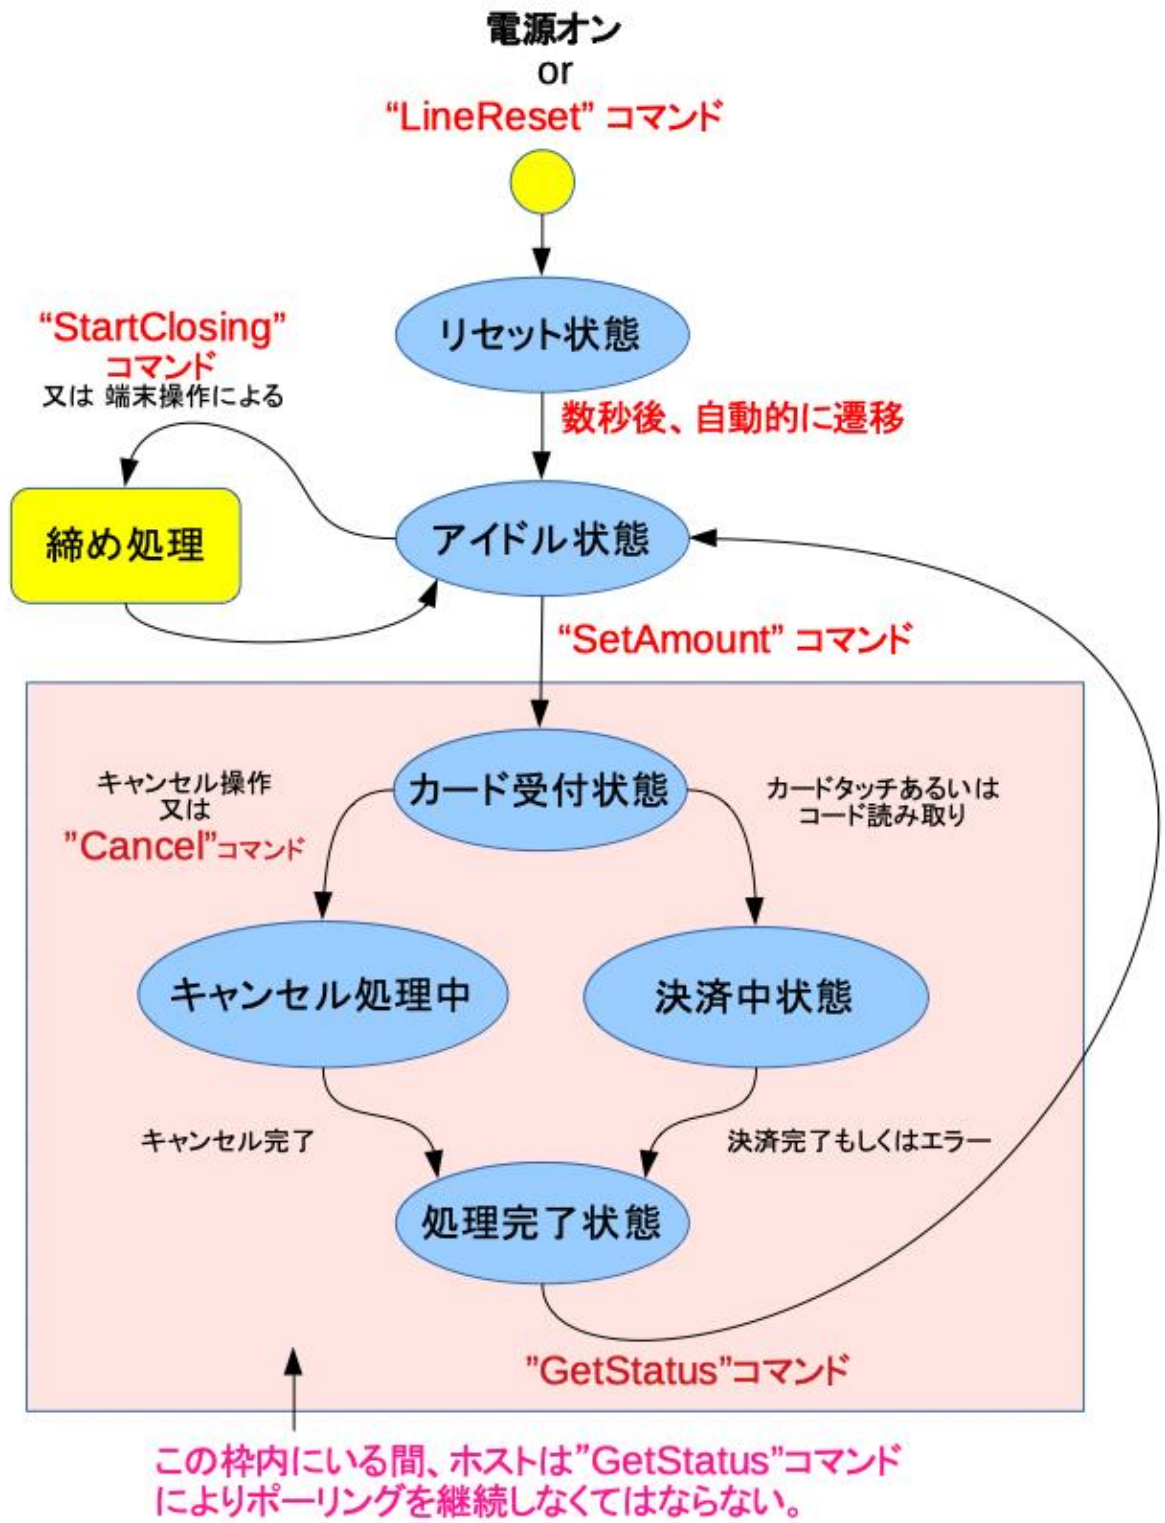 電源オン
or
“LineReset” コマンド
リセット状態
“StartClosing”
コマンド
又は 端末操作による
数秒後、自動的に遷移
締め処理
アイドル状態
“SetAmount” コマンド
カード受付状態
キャンセル操作
又は
”Cancel”コマンド
カードタッチあるいは
コード読み取り
キャンセル処理中
決済中状態
キャンセル完了
決済完了もしくはエラー
処理完了状態
”GetStatus”コマンド
この枠内にいる間、ホストは”GetStatus”コマンド
によりポーリングを継続しなくてはならない。